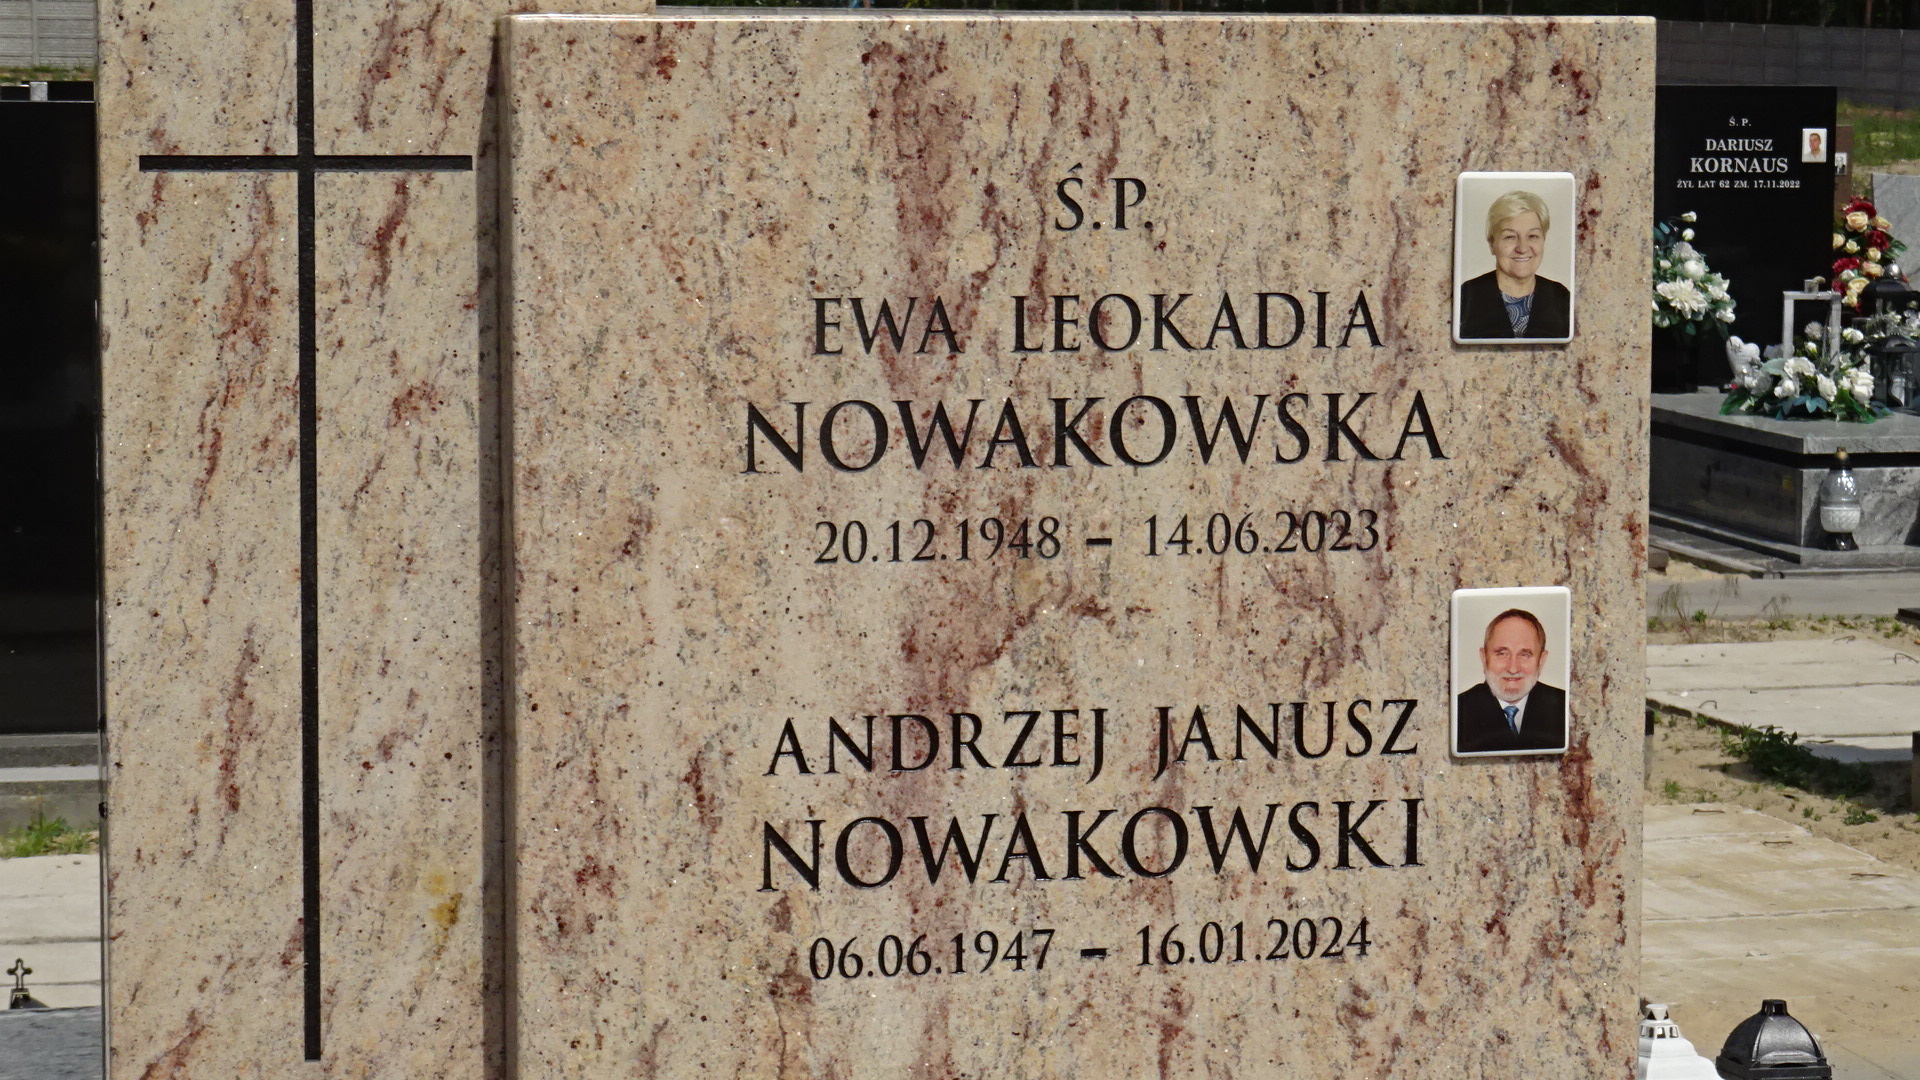 Ś.P.
EWA LEOKADIA
NOWAKOWSKA
20.12.1948 – 14.06.2023
ANDRZEJ JANUSZ
NOWAKOWSKI
06.06.1947 – 16.01.2024
Ś. P.
DARIUSZ
KORNAUS
ŻYŁ LAT 62 ZM. 17.11.2022